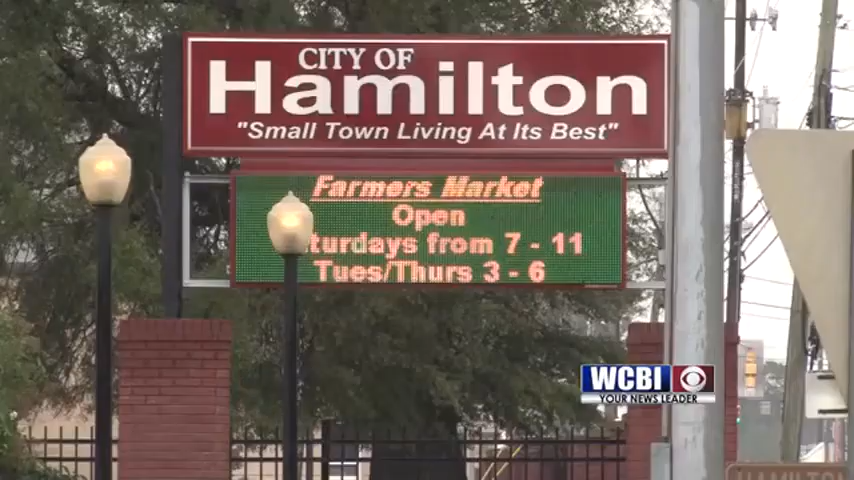 CITY OF
Hamilton
"Small Town Living At Its Best"
Farmers Market
Open
turdays from 7 - 11
Tues/Thurs 3 - 6
WCBI
YOUR NEWS LEADER
HAMILTON